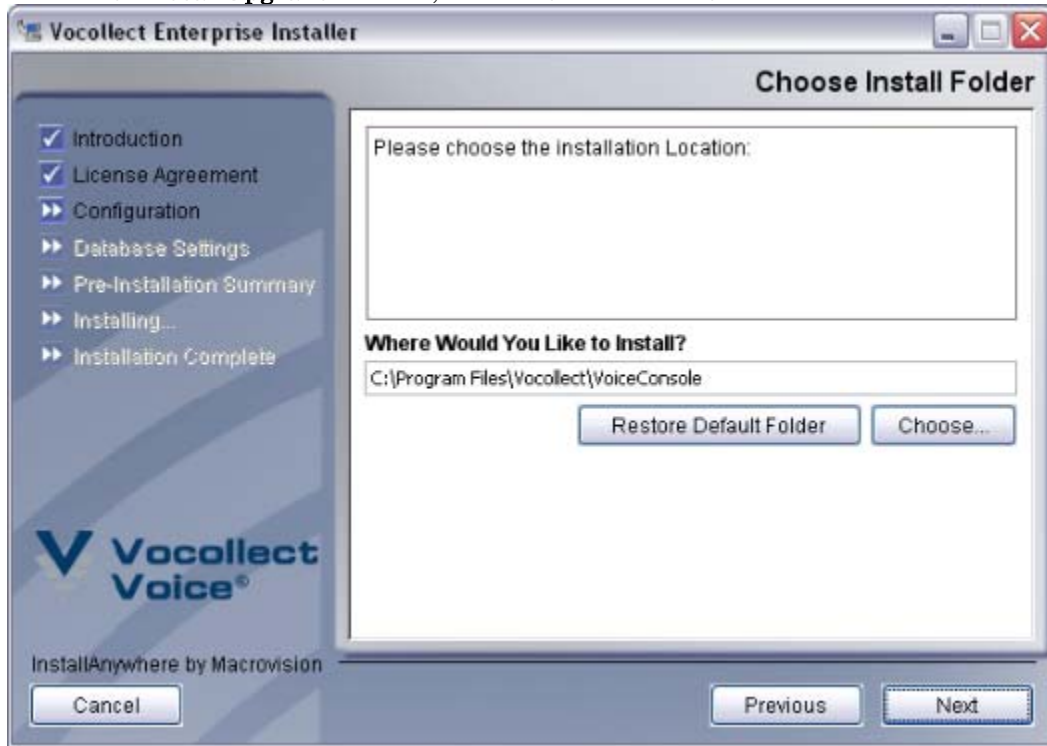 Vocollect Enterprise Installer
Choose Install Folder
Introduction
License Agreement
Configuration
Database Settings
Pre-Installation Summary
Installing...
Installation Complete
Please choose the installation Location:
Where Would You Like to Install?
C:\Program Files\Vocollect\VoiceConsole
Restore Default Folder
Choose...
Vocollect
Voice®
InstallAnywhere by Macrovision
Cancel
Previous
Next